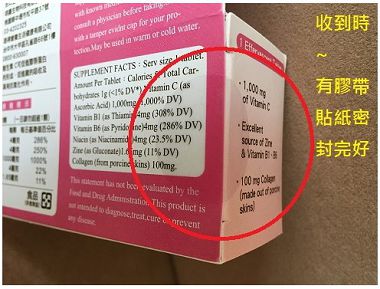 consult a physician before taking...
with a tamper evident cap for your pro-
tection. May be used in warm or cold water.
SUPPLEMENT FACTS : Serv size 1 tablet.
Amount Per Tablet : Calories 5 Total Car-
bohydrates 1g (<1% DV*) Vitamin C (as
Ascorbic Acid) 1,000mg (1,000% DV)
Vitamin B1 (as Thiamin) 4mg (308% DV)
Vitamin B6 (as Pyridoxine) 4mg (286% DV)
Niacin (as Niacinamide) 4mg (23.5% DV)
Zinc (as Gluconate) 1.6mg (11% DV)
Collagen (from porcine skins) 100mg.
This statement has not been evaluated by the
Food and Drug Administration. This product is
not intended to diagnose, treat, cure or prevent
any disease.
286%
250%
22%
11%
食品
1 Effervescent
· 1,000 mg
of Vitamin C
· Excellent
source of Zinc
& Vitamin B1 · B6
· 100 mg Collagen
(made out of porcine
skins)
收到時
~
有膠帶
貼紙密
封完好